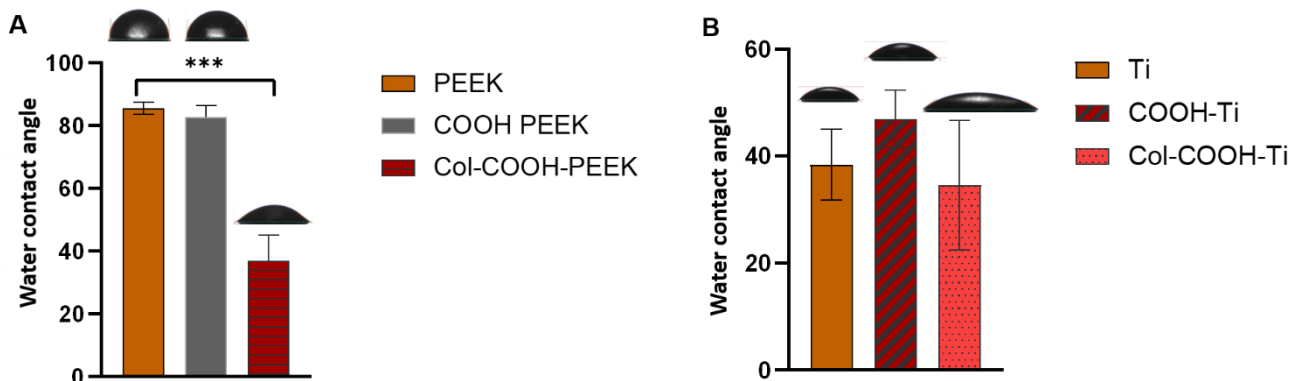 A
Water contact angle
100
80
60
40
20
0
***
PEEK
COOH PEEK
Col-COOH-PEEK
B
Water contact angle
60
40
20
0
Ti
COOH-Ti
Col-COOH-Ti